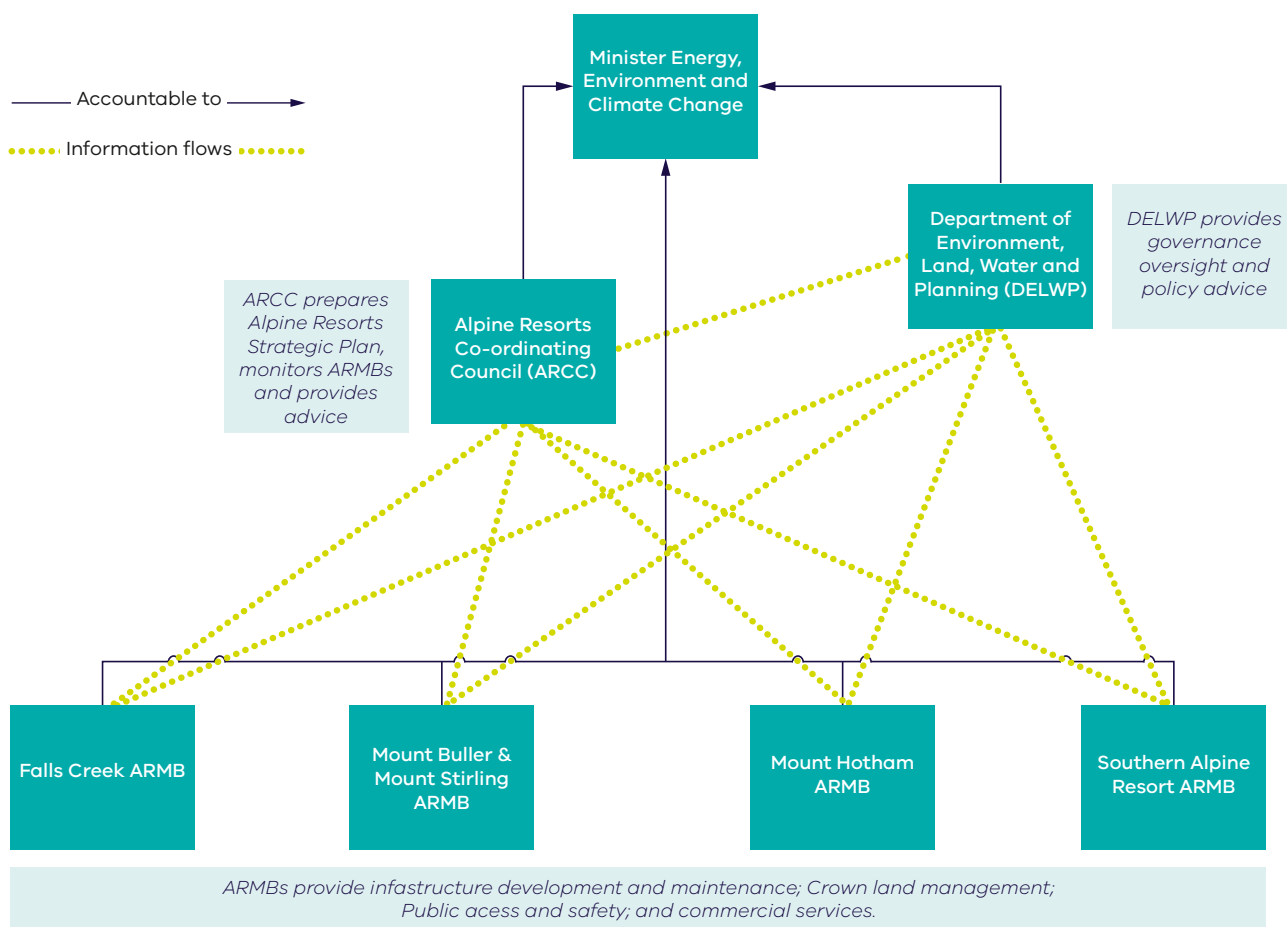 Minister Energy,
Environment and
Climate Change
Accountable to
Information flows
Department of
Environment,
Land, Water and
Planning (DELWP)
DELWP provides
governance
oversight and
policy advice
ARCC prepares
Alpine Resorts
Strategic Plan,
monitors ARMBs
and provides
advice
Alpine Resorts
Co-ordinating
Council (ARCC)
Falls Creek ARMB
Mount Buller &
Mount Stirling
ARMB
Mount Hotham
ARMB
Southern Alpine
Resort ARMB
ARMBs provide infastructure development and maintenance; Crown land management;
Public acess and safety; and commercial services.